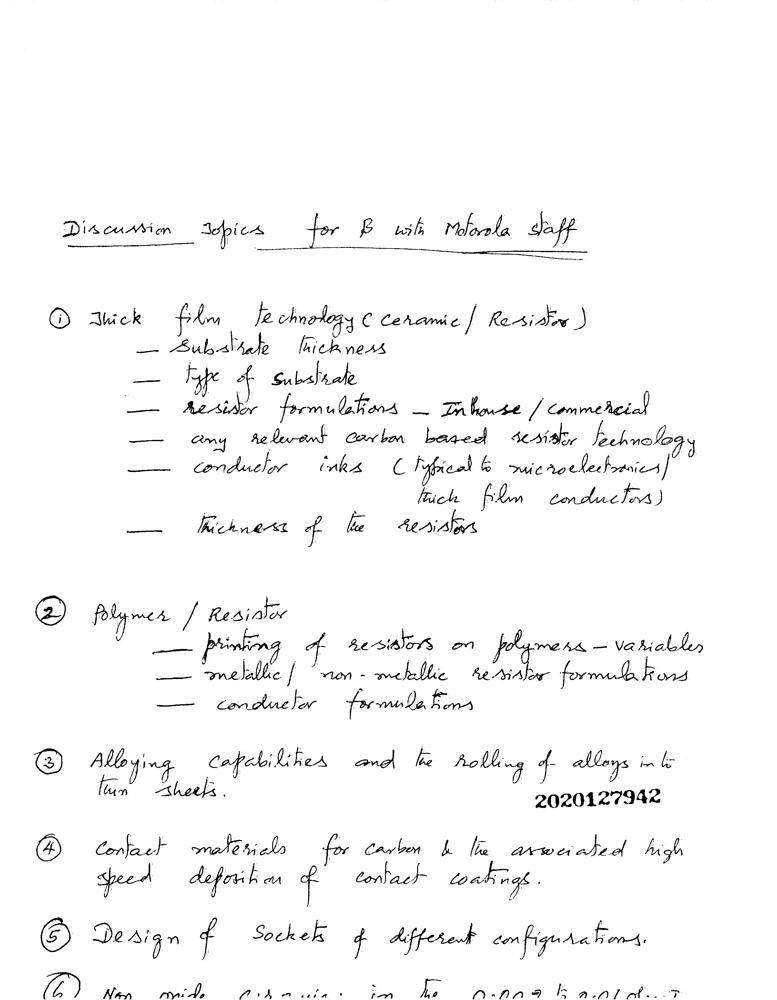 Discussion Topics for β with Motorola staff
① Thick film technology (ceramic / Resistor)
— Substrate thickness
— type of substrate
— resistor formulations — Inhouse / commercial
— any relevant carbon based resistor technology
— conductor inks (typical to microelectronics /
thick film conductors)
— thickness of the resistors
② Polymer / Resistor
— printing of resistors on polymers — variables
— metallic / non-metallic resistor formulations
— conductor formulations
③ Alloying capabilities and the rolling of alloys into
thin sheets.
2020127942
④ Contact materials for carbon & the associated high
speed deposition of contact coatings.
⑤ Design of Sockets of different configurations.
⑥ Non oxide in the